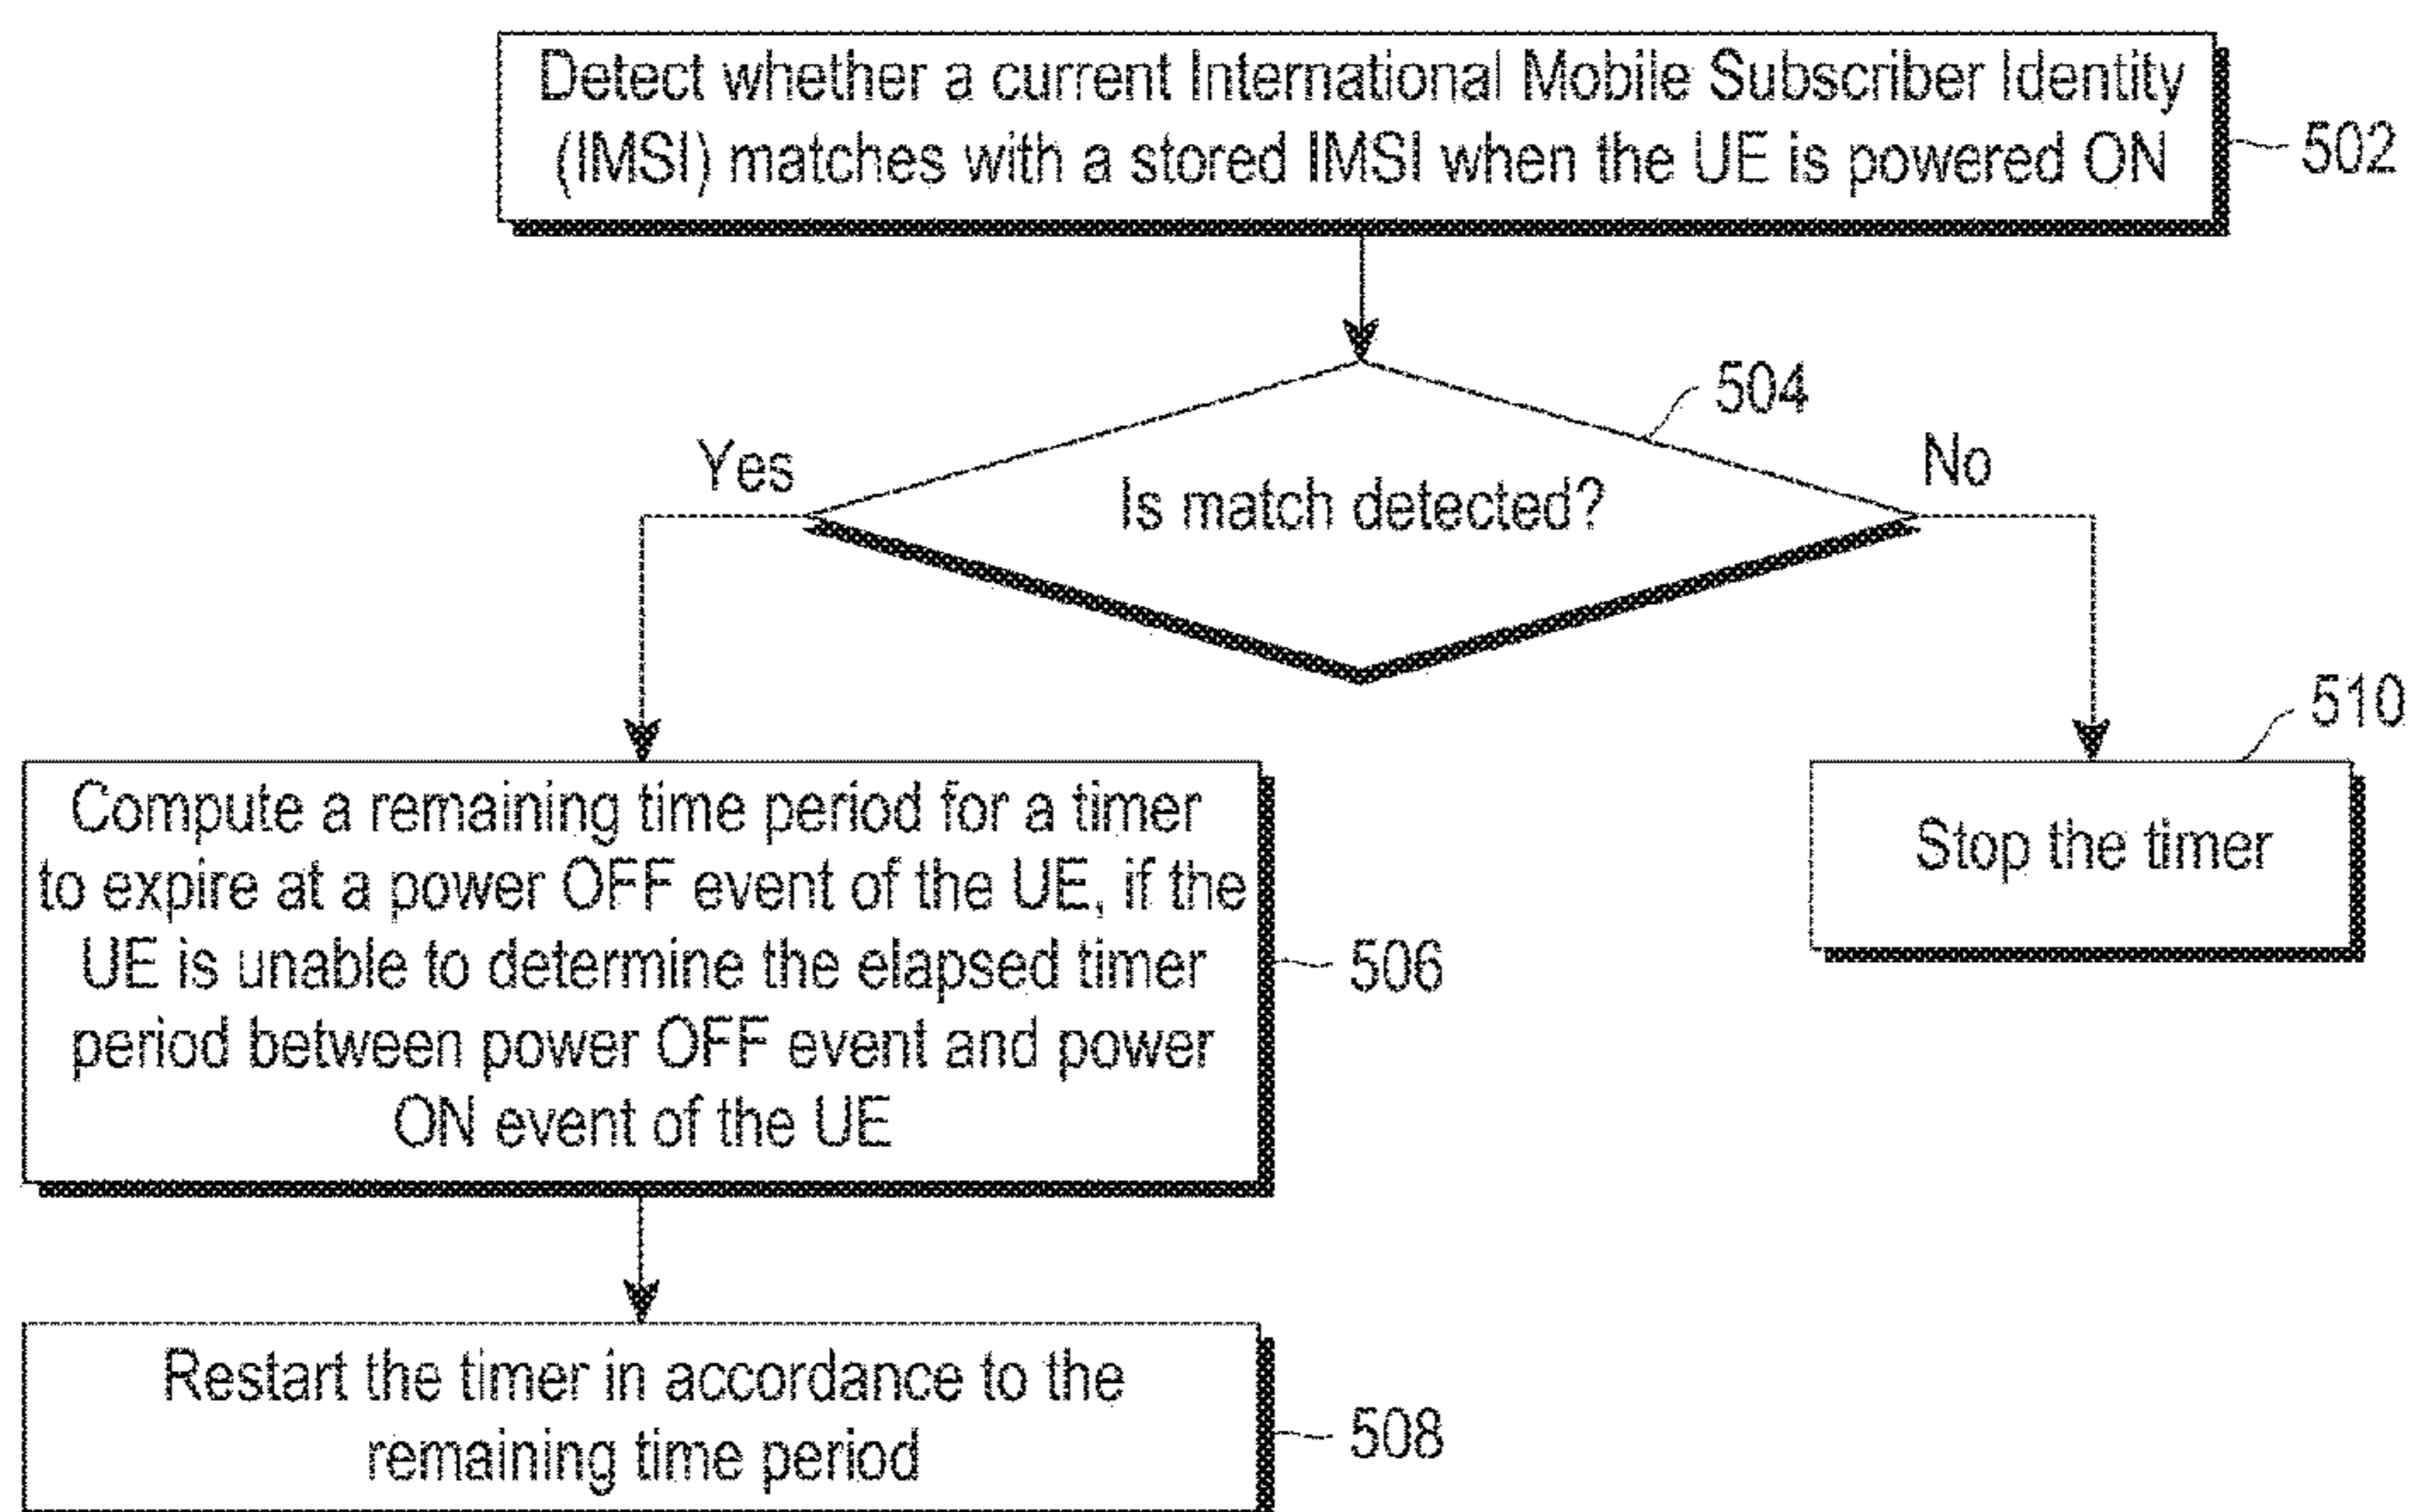 Detect whether a current International Mobile Subscriber Identity
(IMSI) matches with a stored IMSI when the UE is powered ON
502
504
Yes
No
Is match detected?
510
Compute a remaining time period for a timer
to expire at a power OFF event of the UE, if the
UE is unable to determine the elapsed timer
period between power OFF event and power
ON event of the UE
Stop the timer
506
Restart the timer in accordance to the
remaining time period
508